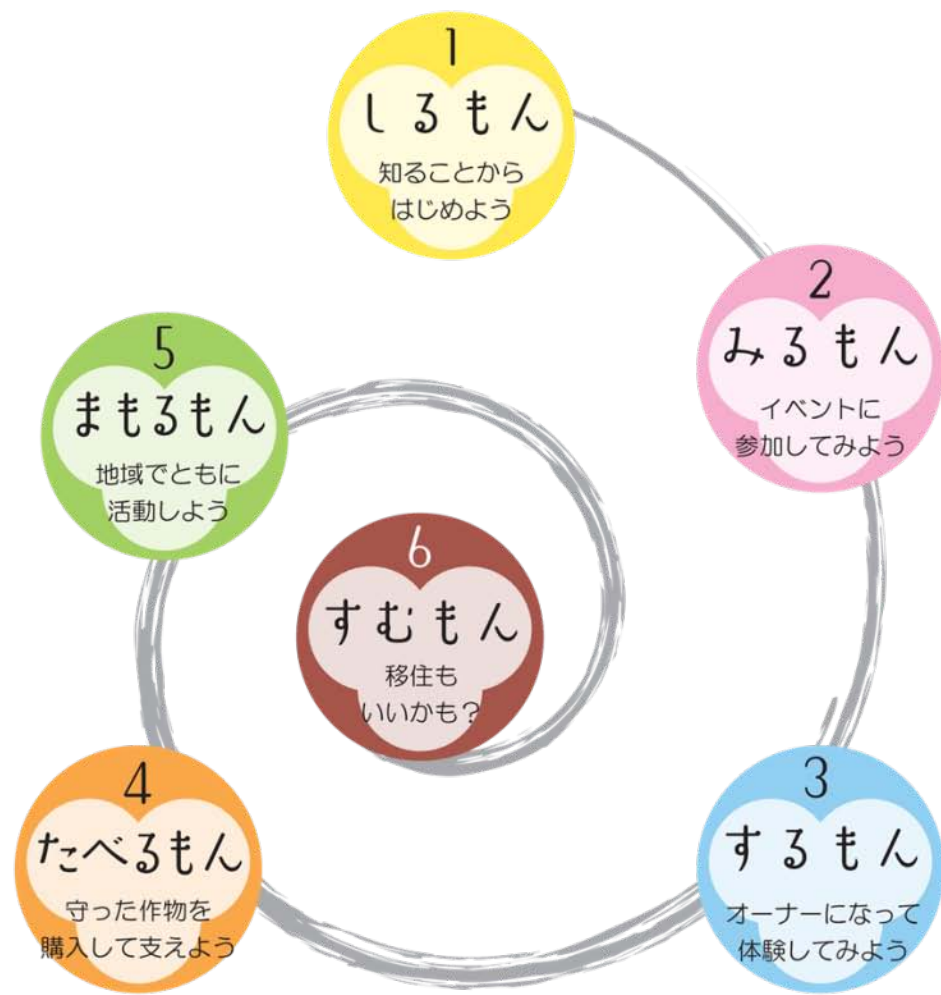 1
しるもん
知ることから
はじめよう
2
みるもん
イベントに
参加してみよう
3
するもん
オーナーになって
体験してみよう
4
たべるもん
守った作物を
購入して支えよう
5
まもるもん
地域でともに
活動しよう
6
すむもん
移住も
いいかも？